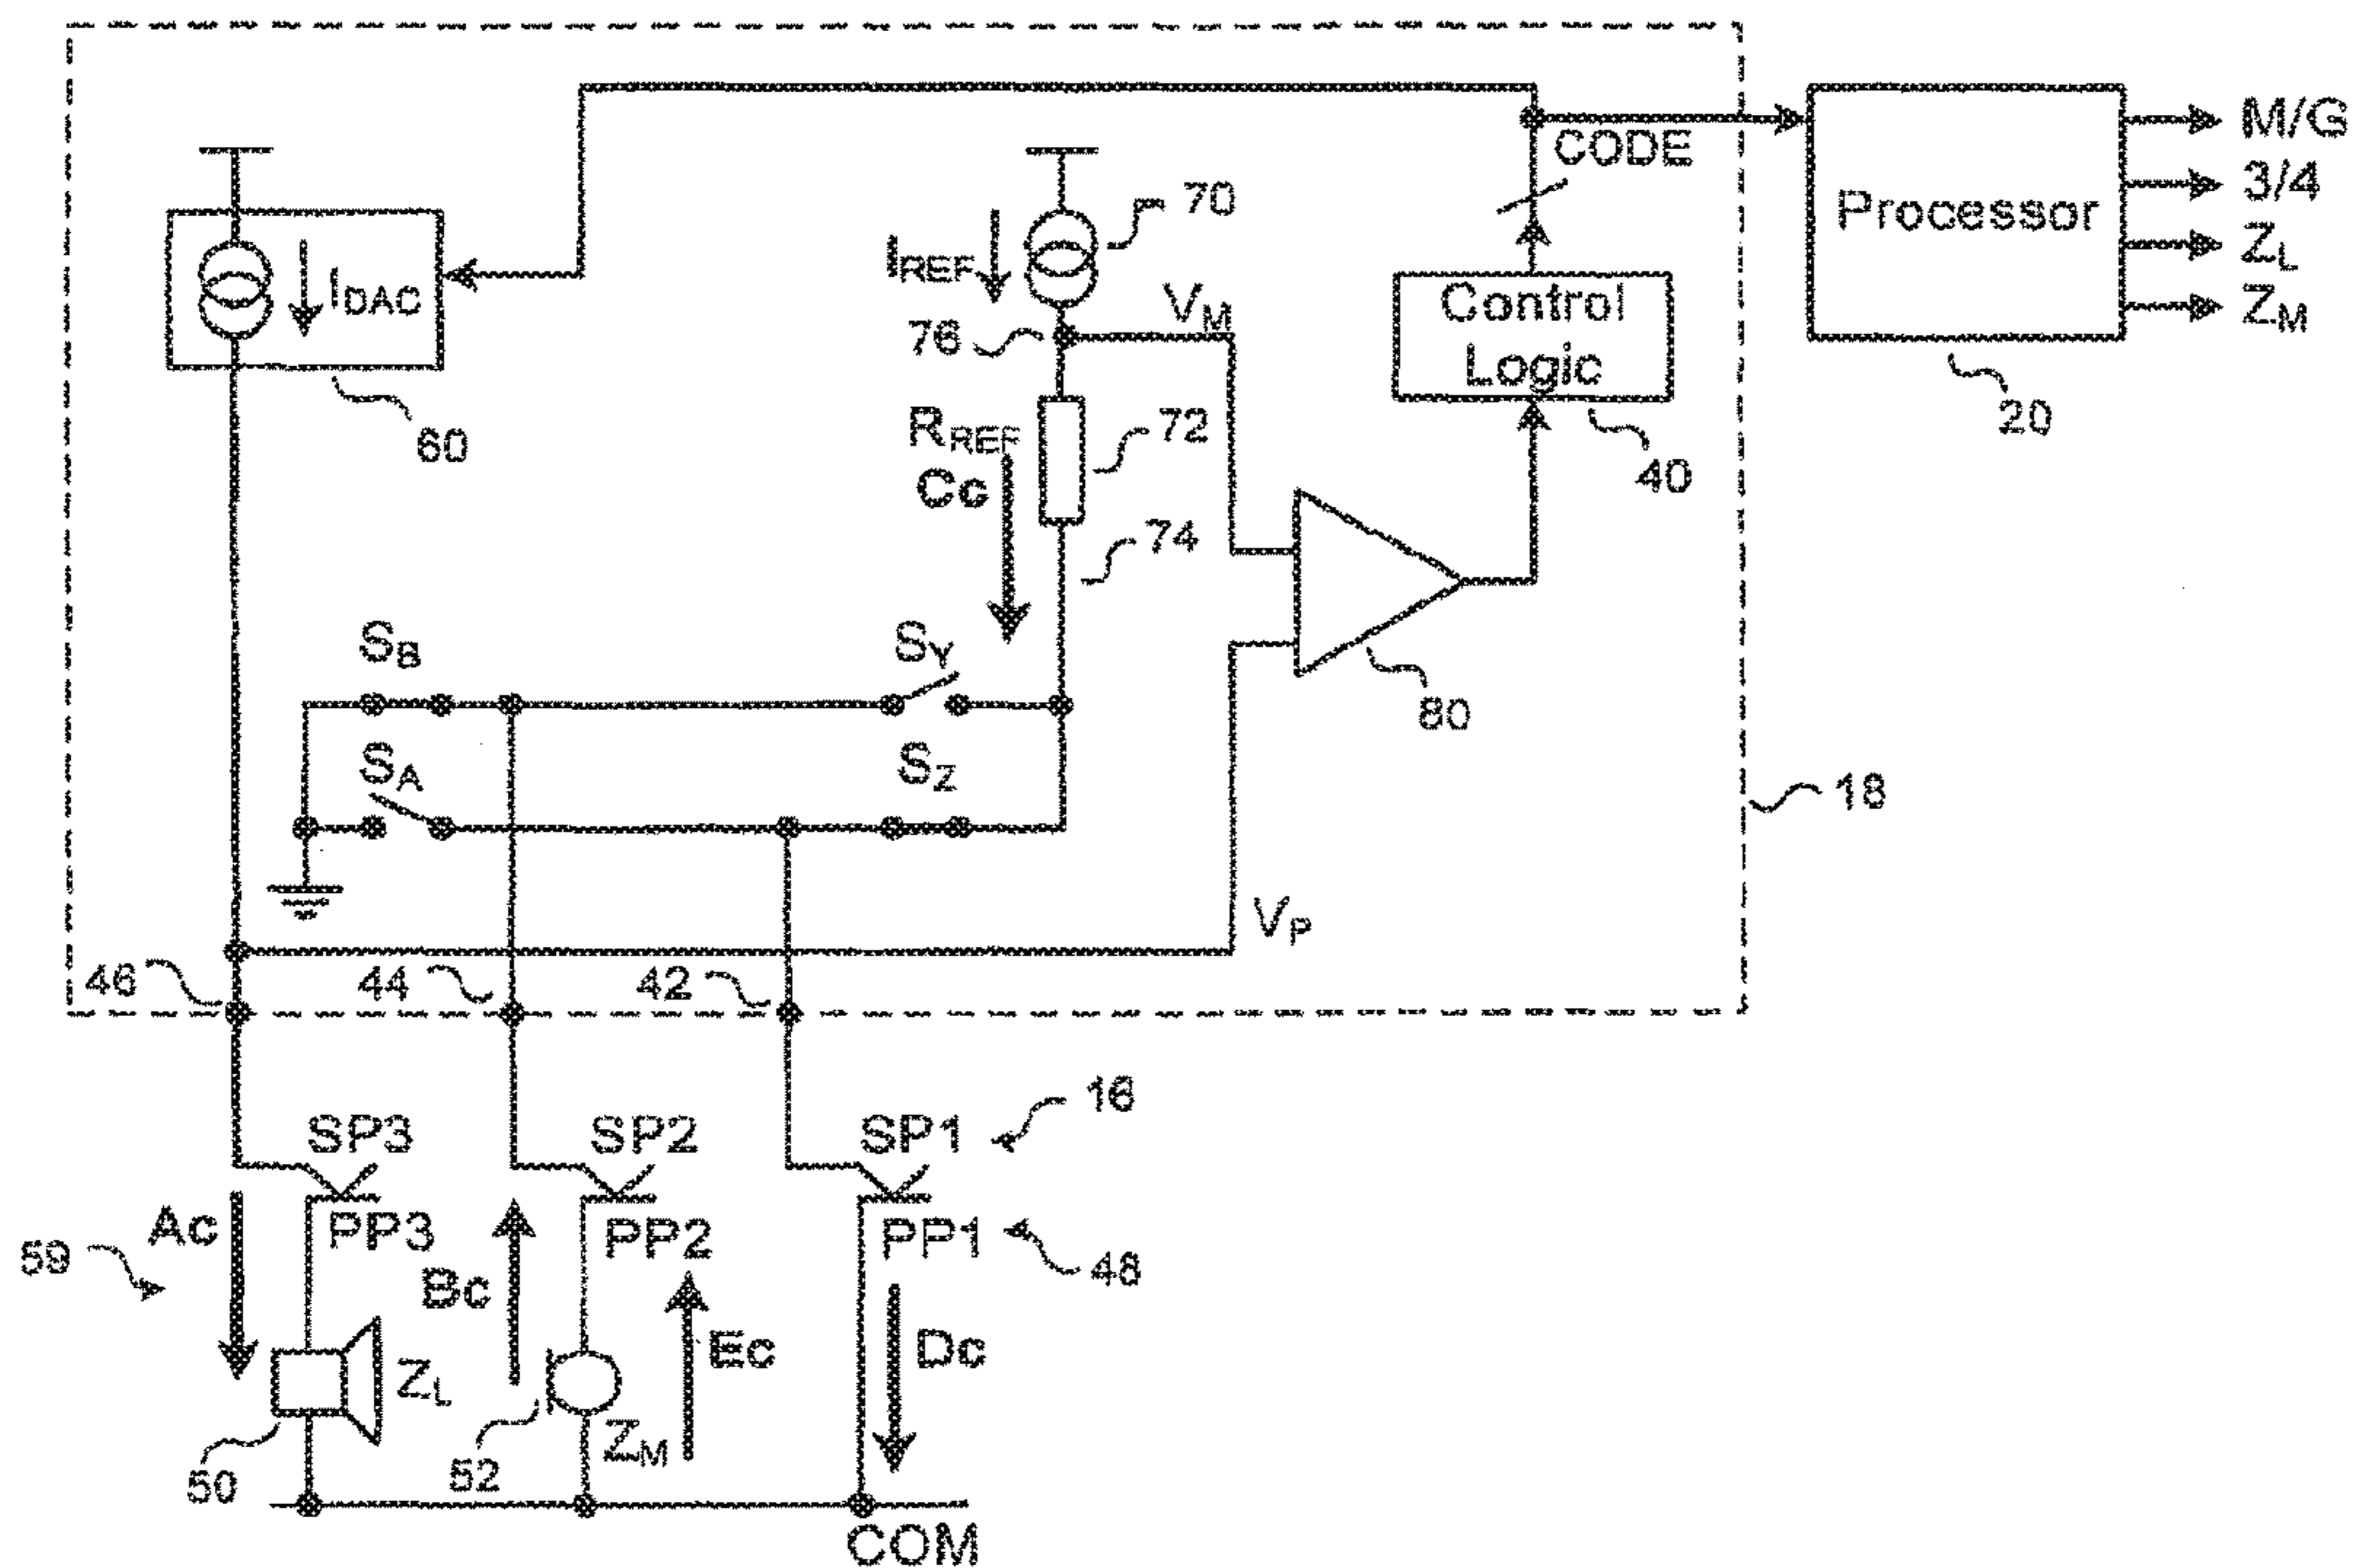 M/G
CODE
3/4
Processor
Z_L
Z_M
70
I_REF
I_DAC
V_M
76
Control
Logic
20
60
R_REF
72
Cc
40
74
S_B
S_Y
80
S_A
S_Z
18
V_P
46
44
42
16
SP3
SP2
SP1
Ac
PP3
PP2
PP1
59
Bc
48
Ec
Dc
Z_L
Z_M
50
52
COM